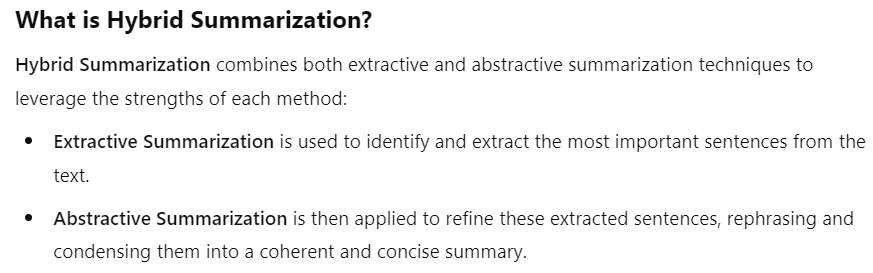 What is Hybrid Summarization?
Hybrid Summarization combines both extractive and abstractive summarization techniques to
leverage the strengths of each method:
• Extractive Summarization is used to identify and extract the most important sentences from the
text.
• Abstractive Summarization is then applied to refine these extracted sentences, rephrasing and
condensing them into a coherent and concise summary.